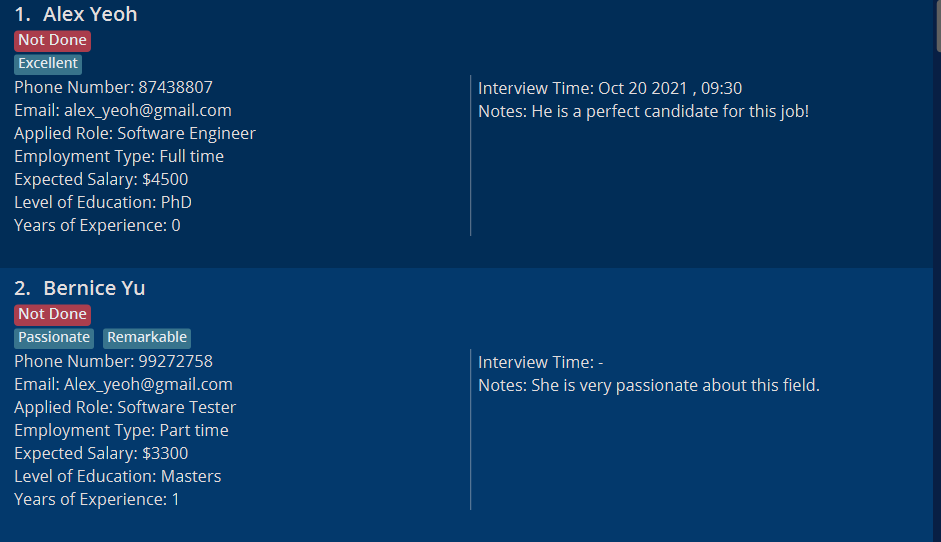 1. Alex Yeoh
Not Done
Excellent
Phone Number: 87438807
Email: alex_yeoh@gmail.com
Applied Role: Software Engineer
Employment Type: Full time
Expected Salary: $4500
Level of Education: PhD
Years of Experience: 0
Interview Time: Oct 20 2021 , 09:30
Notes: He is a perfect candidate for this job!
2. Bernice Yu
Not Done
Passionate Remarkable
Phone Number: 99272758
Email: Alex_yeoh@gmail.com
Applied Role: Software Tester
Employment Type: Part time
Expected Salary: $3300
Level of Education: Masters
Years of Experience: 1
Interview Time: -
Notes: She is very passionate about this field.